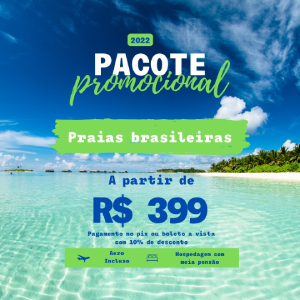 2022
PACOTE
promocional
Praias brasileiras
A partir de
R$ 399
Pagamento no pix ou boleto a vista
com 10% de desconto
Aereo
Incluso
Hospedagem com
meia pensão